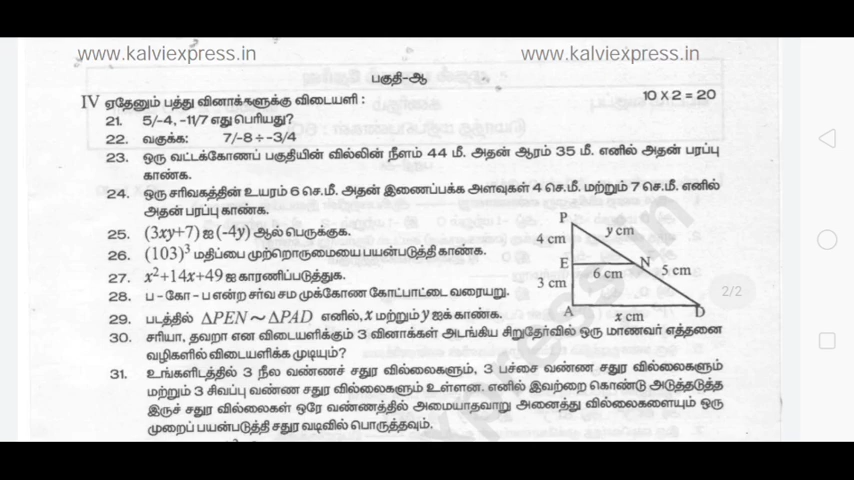 www.kalviexpress.in www.kalviexpress.in
பகுதி-ஆ
IV ஏதேனும் பத்து வினாக்களுக்கு விடையளி : 10 X 2 = 20
21. 5/–4, –11/7 எது பெரியது?
22. வகுக்க: 7/–8 ÷ –3/4
23. ஒரு வட்டக்கோணப் பகுதியின் வில்லின் நீளம் 44 மீ. அதன் ஆரம் 35 மீ. எனில் அதன் பரப்பு
காண்க.
24. ஒரு சரிவகத்தின் உயரம் 6 செ.மீ. அதன் இணைப்பக்க அளவுகள் 4 செ.மீ. மற்றும் 7 செ.மீ. எனில்
அதன் பரப்பு காண்க.
25. (3xy+7) ஐ (-4y) ஆல் பெருக்குக.
26. (103)³ மதிப்பை முற்றொருமையை பயன்படுத்தி காண்க.
27. x²+14x+49 ஐ காரணிப்படுத்துக.
28. ப - கோ - ப என்ற சர்வ சம முக்கோண கோட்பாட்டை வரையறு.
29. படத்தில் ΔPEN ~ ΔPAD எனில், x மற்றும் y ஐக் காண்க.
P
4 cm y cm
E N
6 cm 5 cm
3 cm
A x cm D
30. சரியா, தவறா என விடையளிக்கும் 3 வினாக்கள் அடங்கிய சிறுதேர்வில் ஒரு மாணவர் எத்தனை
வழிகளில் விடையளிக்க முடியும்?
31. உங்களிடத்தில் 3 நீல வண்ணச் சதுர வில்லைகளும், 3 பச்சை வண்ண சதுர வில்லைகளும்
மற்றும் 3 சிவப்பு வண்ண சதுர வில்லைகளும் உள்ளன. எனில் இவற்றை கொண்டு அடுத்தடுத்த
இருச் சதுர வில்லைகள் ஒரே வண்ணத்தில் அமையாதவாறு அனைத்து வில்லைகளையும் ஒரு
முறைப் பயன்படுத்தி சதுர வடிவில் பொருத்தவும்.
2/2